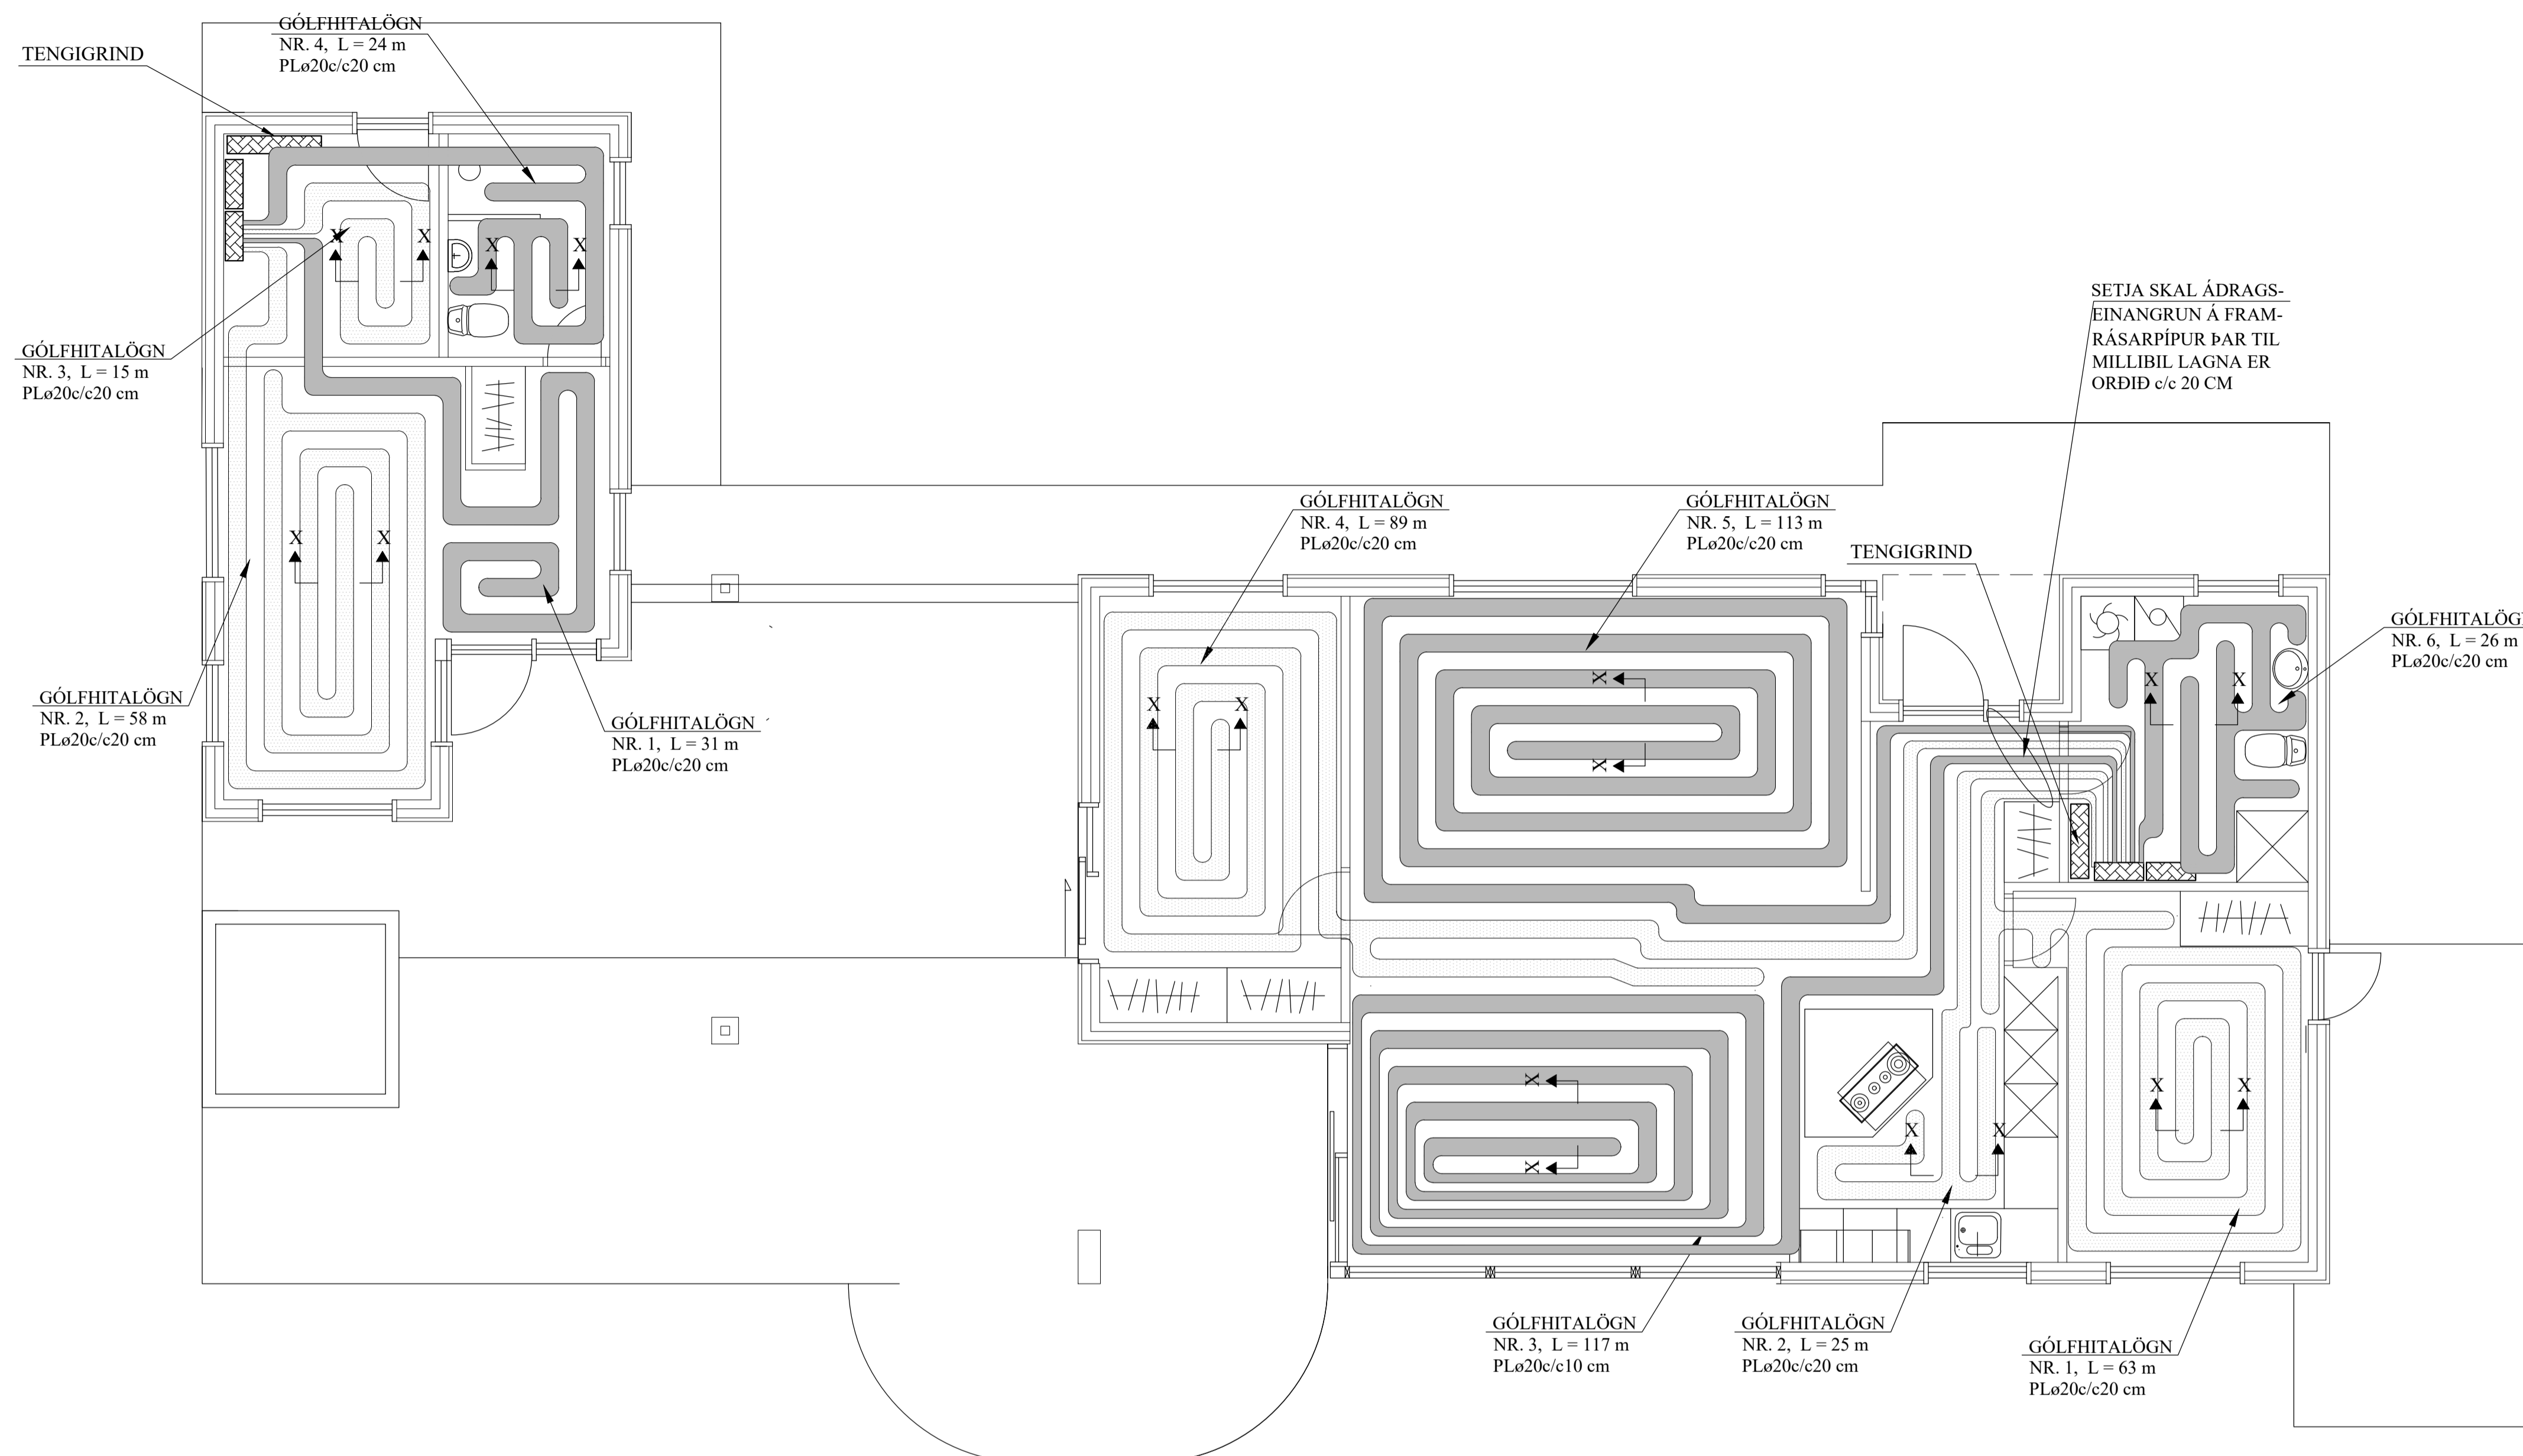 GÓLFHITALÖGN
NR. 4, L = 24 m
PLø20c/c20 cm
TENGIGRIND
GÓLFHITALÖGN
NR. 3, L = 15 m
PLø20c/c20 cm
GÓLFHITALÖGN
NR. 2, L = 58 m
PLø20c/c20 cm
GÓLFHITALÖGN
NR. 1, L = 31 m
PLø20c/c20 cm
X
X
X
X
X
X
SETJA SKAL ÁDRAGS-
EINANGRUN Á FRAM-
RÁSARPÍPUR ÞAR TIL
MILLIBIL LAGNA ER
ORÐIÐ c/c 20 CM
GÓLFHITALÖGN
NR. 4, L = 89 m
PLø20c/c20 cm
GÓLFHITALÖGN
NR. 5, L = 113 m
PLø20c/c20 cm
TENGIGRIND
GÓLFHITALÖG
NR. 6, L = 26 m
PLø20c/c20 cm
X
X
X
X
X
X
X
X
X
X
X
X
GÓLFHITALÖGN
NR. 3, L = 117 m
PLø20c/c10 cm
GÓLFHITALÖGN
NR. 2, L = 25 m
PLø20c/c20 cm
GÓLFHITALÖGN
NR. 1, L = 63 m
PLø20c/c20 cm